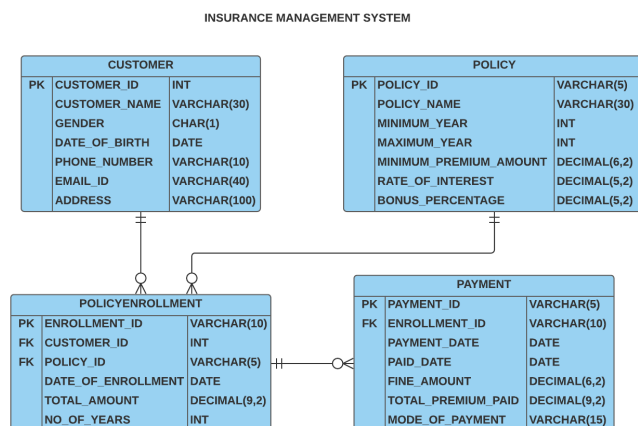 INSURANCE MANAGEMENT SYSTEM
CUSTOMER
PK CUSTOMER_ID INT
CUSTOMER_NAME VARCHAR(30)
GENDER CHAR(1)
DATE_OF_BIRTH DATE
PHONE_NUMBER VARCHAR(10)
EMAIL_ID VARCHAR(40)
ADDRESS VARCHAR(100)
POLICY
PK POLICY_ID VARCHAR(5)
POLICY_NAME VARCHAR(30)
MINIMUM_YEAR INT
MAXIMUM_YEAR INT
MINIMUM_PREMIUM_AMOUNT DECIMAL(6,2)
RATE_OF_INTEREST DECIMAL(5,2)
BONUS_PERCENTAGE DECIMAL(5,2)
POLICYENROLLMENT
PK ENROLLMENT_ID VARCHAR(10)
FK CUSTOMER_ID INT
FK POLICY_ID VARCHAR(5)
DATE_OF_ENROLLMENT DATE
TOTAL_AMOUNT DECIMAL(9,2)
NO_OF_YEARS INT
PAYMENT
PK PAYMENT_ID VARCHAR(5)
FK ENROLLMENT_ID VARCHAR(10)
PAYMENT_DATE DATE
PAID_DATE DATE
FINE_AMOUNT DECIMAL(6,2)
TOTAL_PREMIUM_PAID DECIMAL(9,2)
MODE_OF_PAYMENT VARCHAR(15)